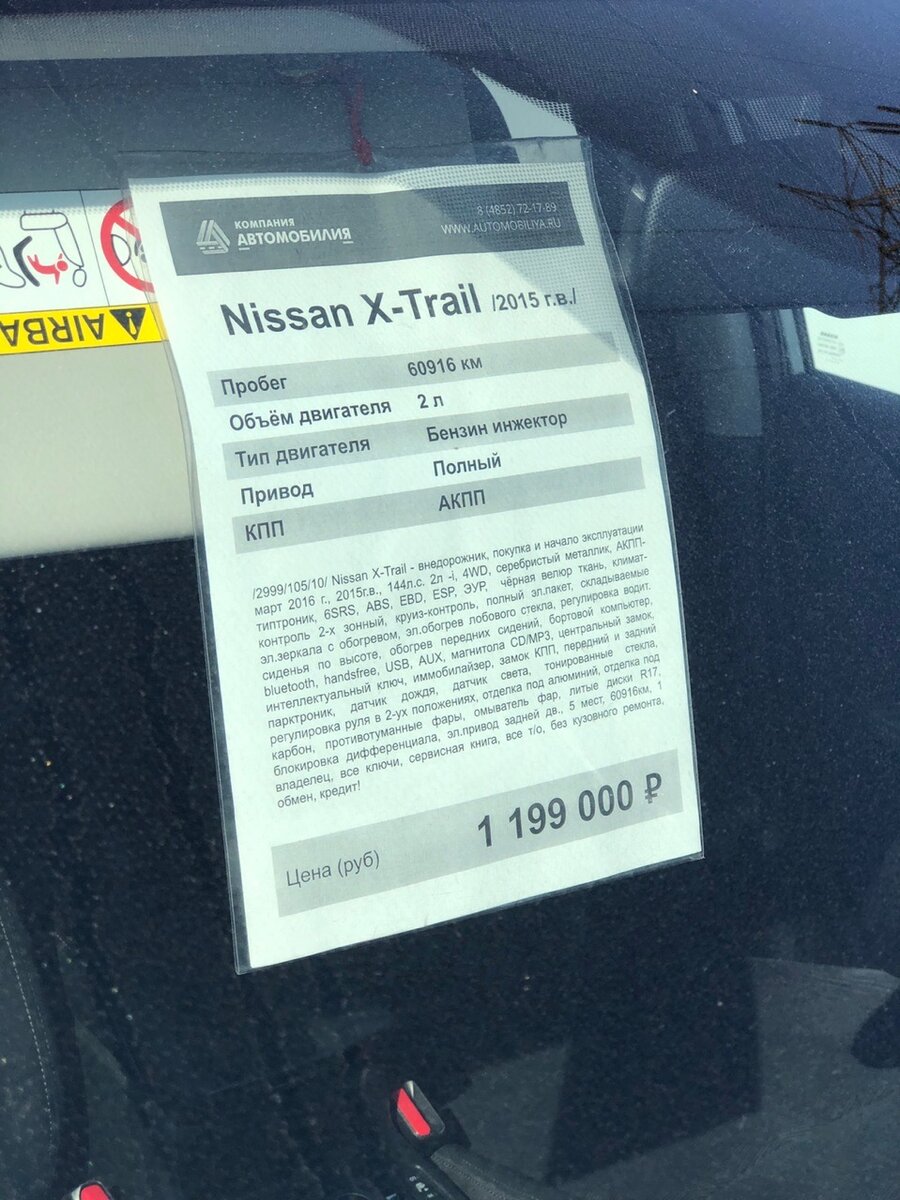 КОМПАНИЯ
АВТОМОБИЛИЯ
8 (4852) 72-17-89
WWW.AUTOMOBILIYA.RU
Nissan X-Trail /2015 г.в./
Пробег 60916 км
Объём двигателя 2 л
Тип двигателя Бензин инжектор
Привод Полный
КПП АКПП
/2999/105/10/ Nissan X-Trail - внедорожник, покупка и начало эксплуатации
март 2016 г., 2015г.в., 144л.с. 2л -i, 4WD, серебристый металлик, АКПП-
типтроник, 6SRS, ABS, EBD, ESP, ЭУР, чёрная велюр ткань, климат-
контроль 2-х зонный, круиз-контроль, полный эл.пакет, складываемые
эл.зеркала с обогревом, эл.обогрев лобового стекла, регулировка водит.
сиденья по высоте, обогрев передних сидений, бортовой компьютер,
bluetooth, handsfree, USB, AUX, магнитола CD/MP3, центральный замок,
интеллектуальный ключ, иммобилайзер, замок КПП, передний и задний
парктроник, датчик дождя, датчик света, тонированные стекла,
регулировка руля в 2-ух положениях, отделка под алюминий, отделка под
карбон, противотуманные фары, омыватель фар, литые диски R17,
блокировка дифференциала, эл.привод задней дв., 5 мест, 60916км, 1
владелец, все ключи, сервисная книга, все т/о, без кузовного ремонта,
обмен, кредит!
Цена (руб) 1 199 000 ₽
AIRBA